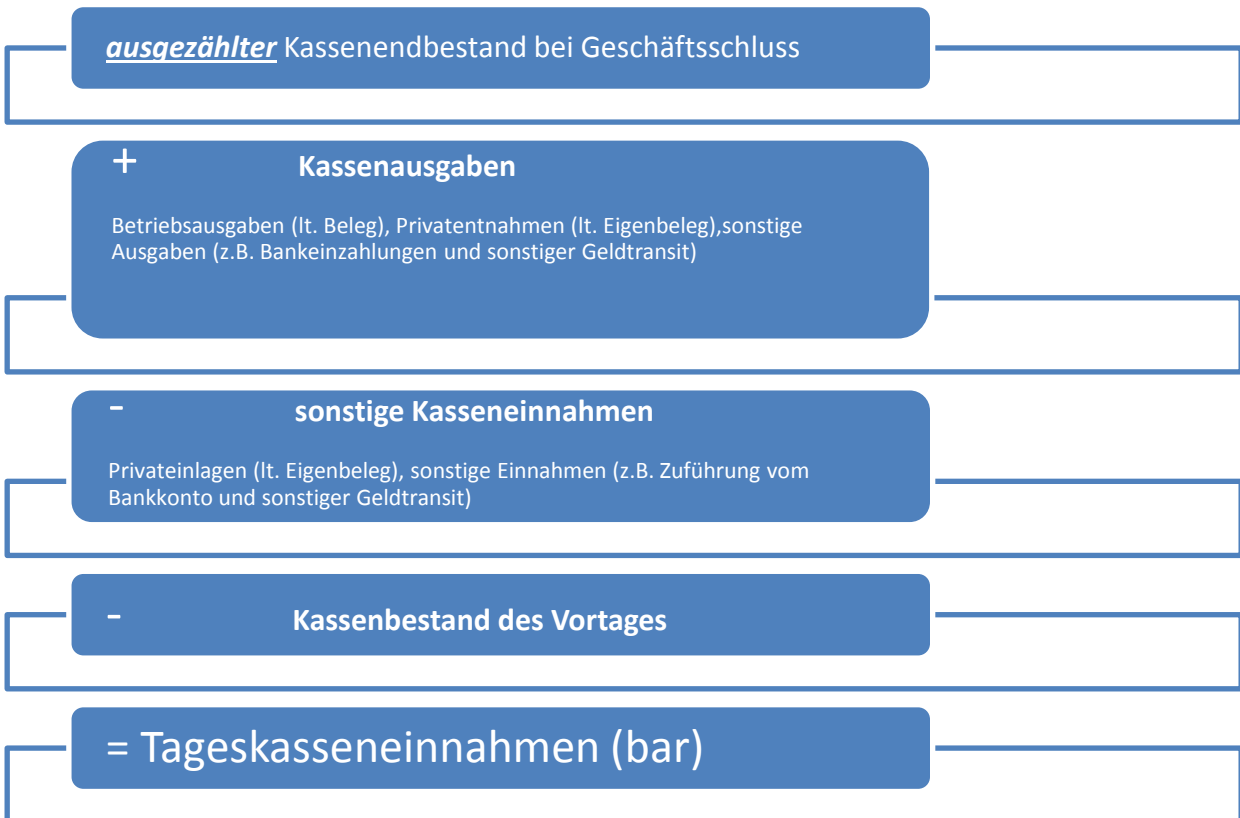 ausgezählter Kassenendbestand bei Geschäftsschluss
+ Kassenausgaben
Betriebsausgaben (lt. Beleg), Privatentnahmen (lt. Eigenbeleg),sonstige
Ausgaben (z.B. Bankeinzahlungen und sonstiger Geldtransit)
- sonstige Kasseneinnahmen
Privateinlagen (lt. Eigenbeleg), sonstige Einnahmen (z.B. Zuführung vom
Bankkonto und sonstiger Geldtransit)
- Kassenbestand des Vortages
= Tageskasseneinnahmen (bar)